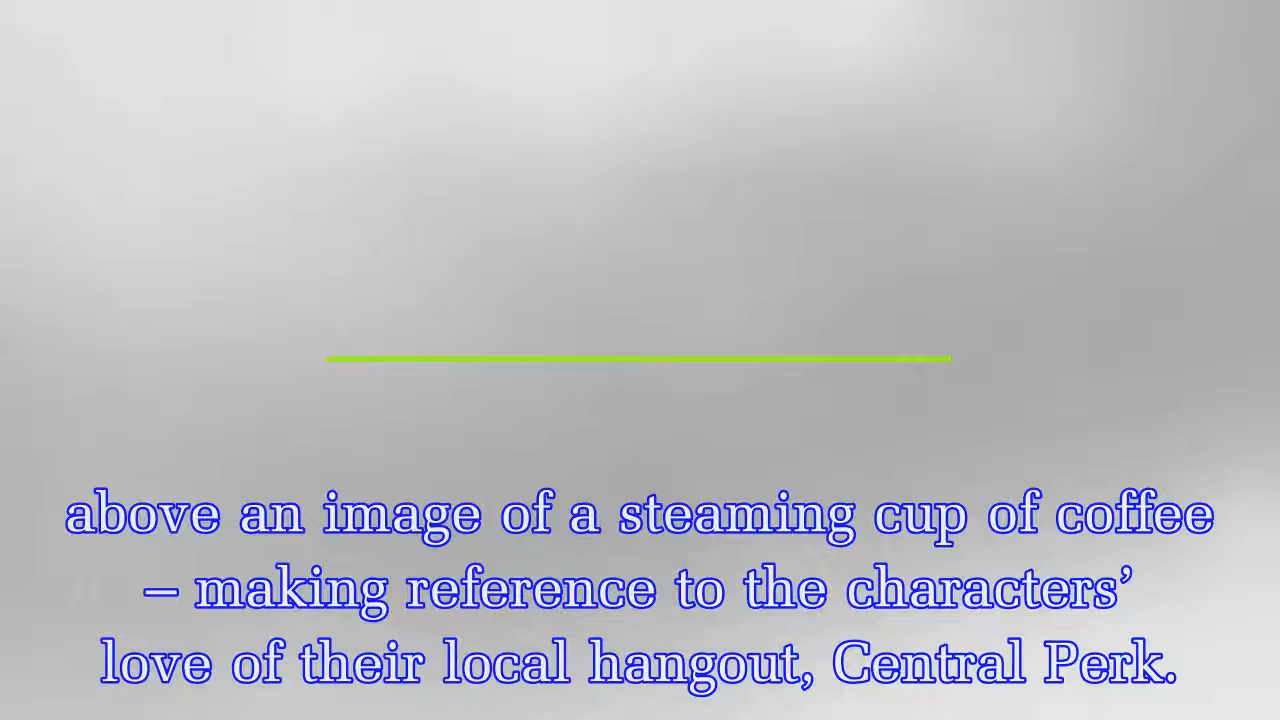 above an image of a steaming cup of coffee
– making reference to the characters’
love of their local hangout, Central Perk.